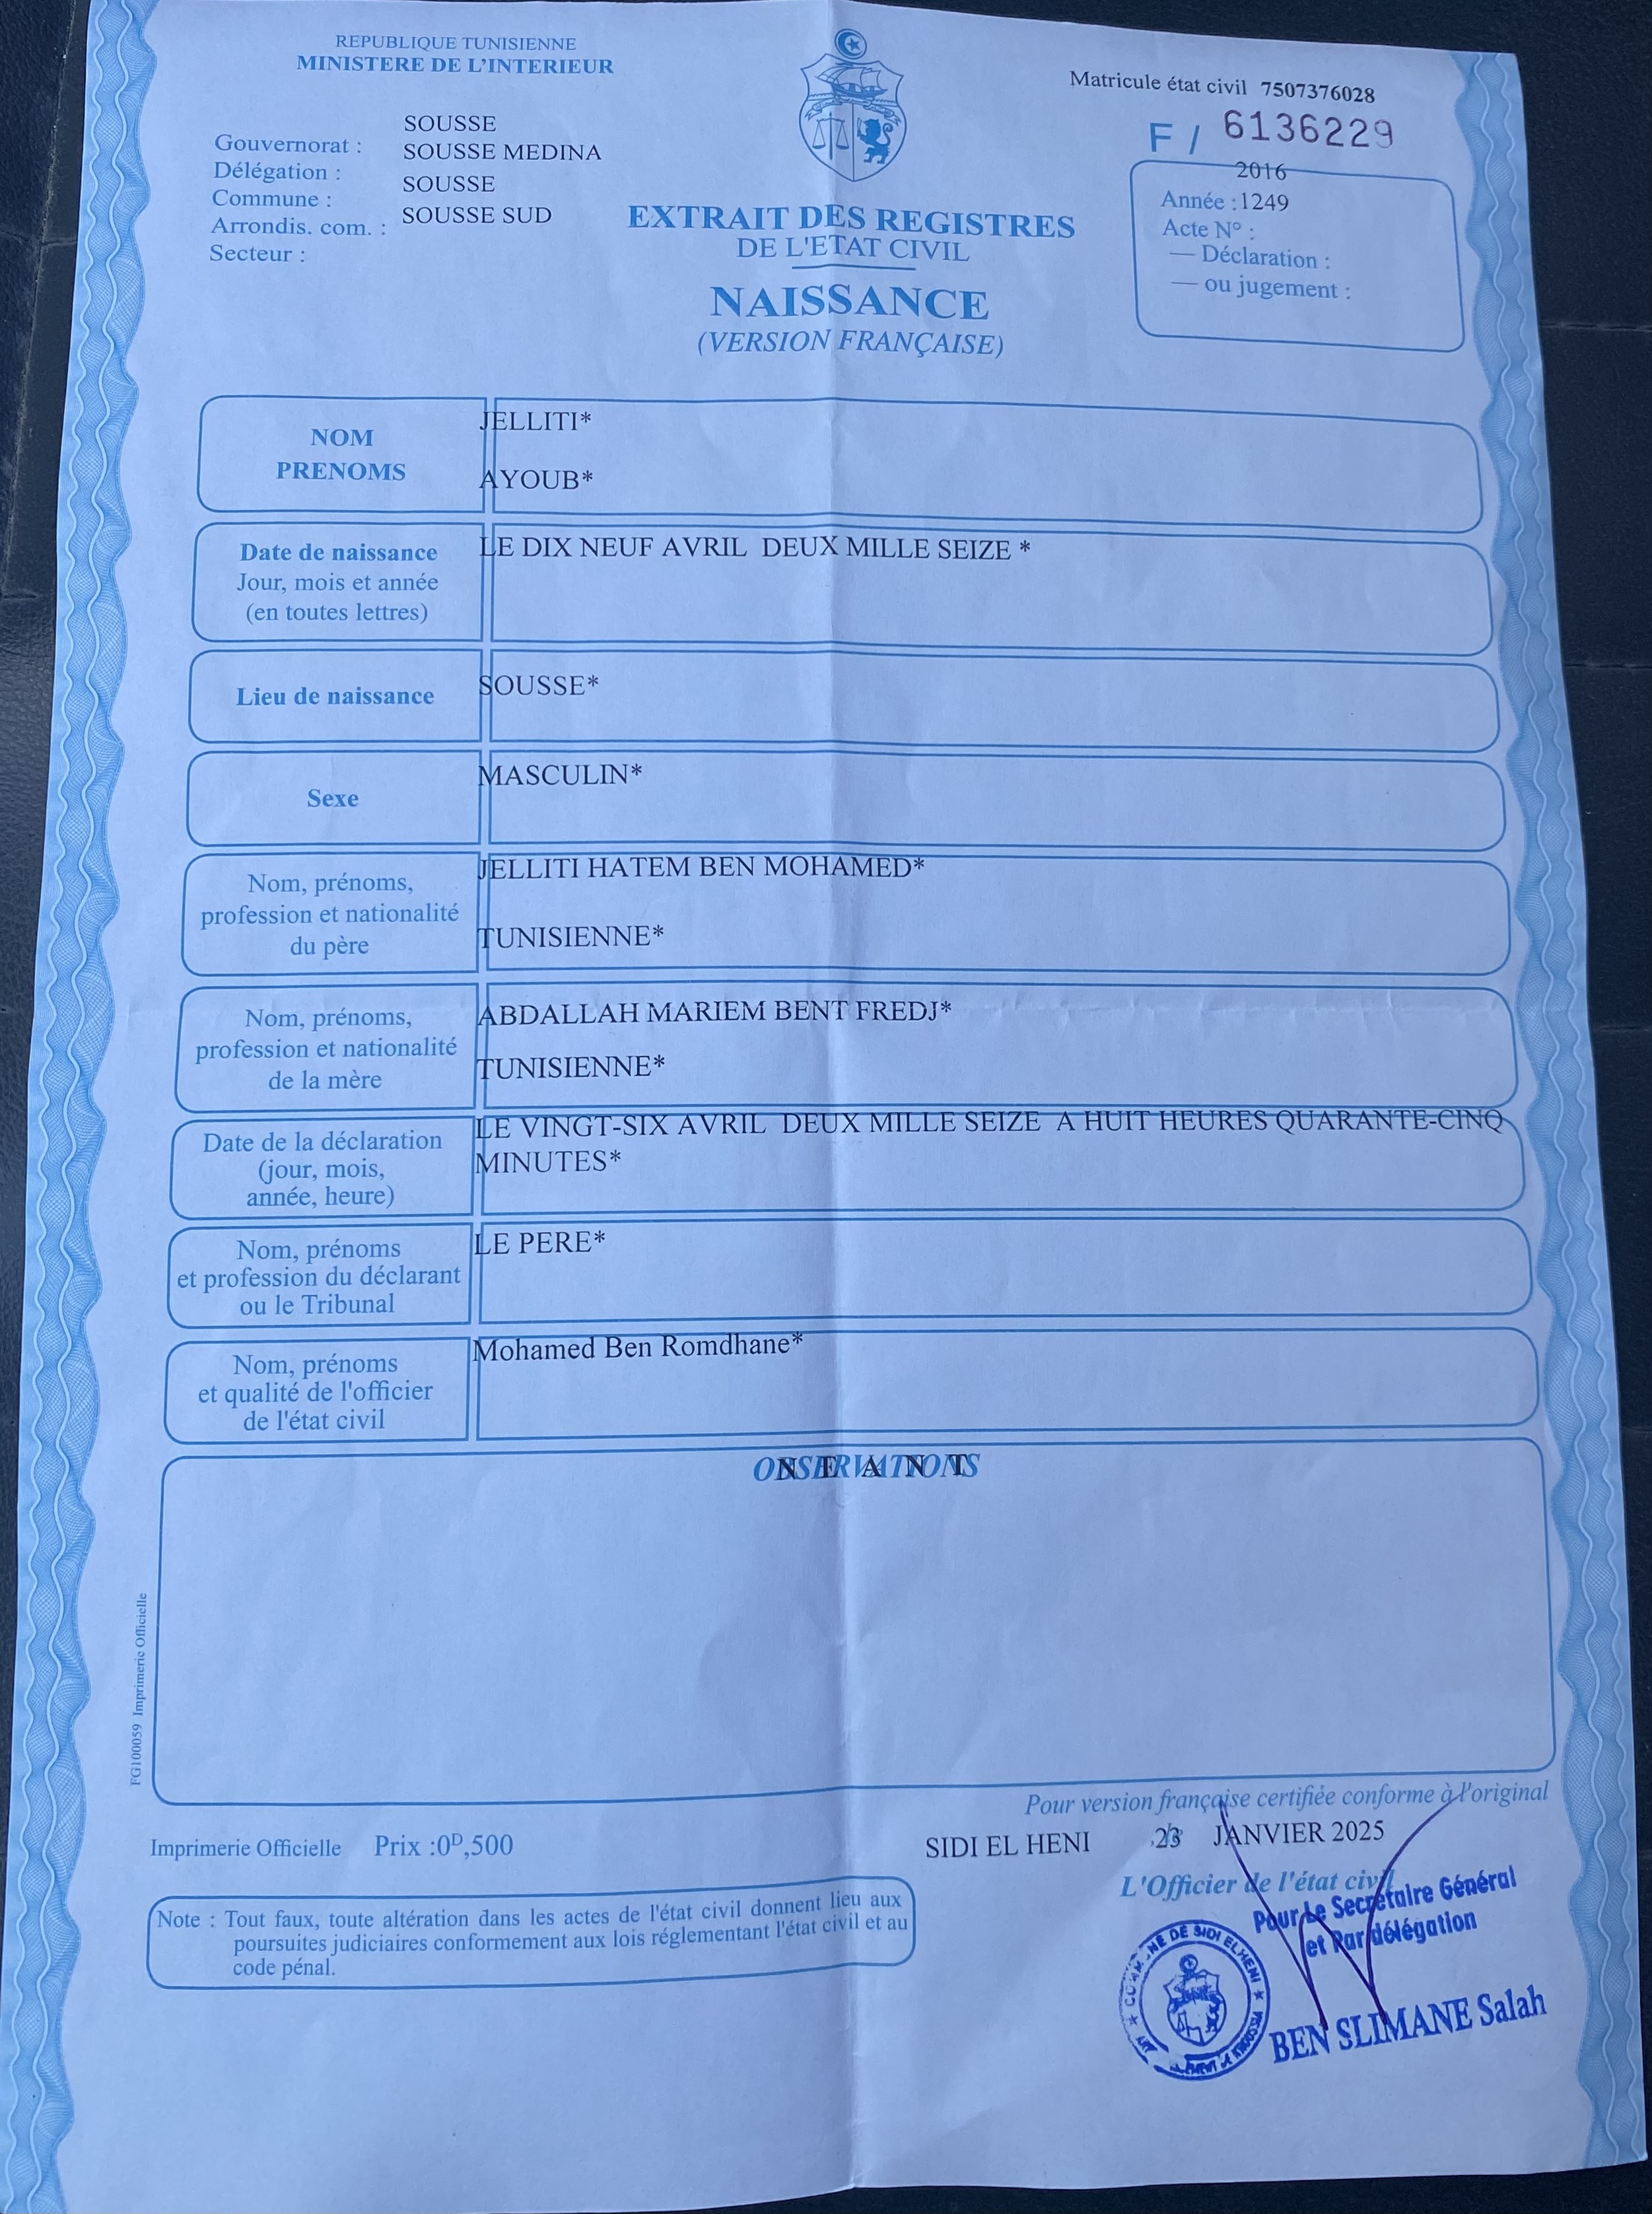 REPUBLIQUE TUNISIENNE
MINISTERE DE L'INTERIEUR
Gouvernorat : SOUSSE
Délégation : SOUSSE MEDINA
Commune : SOUSSE
Arrondis. com. : SOUSSE SUD
Secteur :
Matricule état civil 7507376028
F / 6136229
2016
Année : 1249
Acte N° :
— Déclaration :
— ou jugement :
EXTRAIT DES REGISTRES
DE L'ETAT CIVIL
NAISSANCE
(VERSION FRANÇAISE)
NOM
PRENOMS
JELLITI*
AYOUB*
Date de naissance
Jour, mois et année
(en toutes lettres)
LE DIX NEUF AVRIL DEUX MILLE SEIZE *
Lieu de naissance
SOUSSE*
Sexe
MASCULIN*
Nom, prénoms,
profession et nationalité
du père
JELLITI HATEM BEN MOHAMED*
TUNISIENNE*
Nom, prénoms,
profession et nationalité
de la mère
ABDALLAH MARIEM BENT FREDJ*
TUNISIENNE*
Date de la déclaration
(jour, mois,
année, heure)
LE VINGT-SIX AVRIL DEUX MILLE SEIZE A HUIT HEURES QUARANTE-CINQ
MINUTES*
Nom, prénoms
et profession du déclarant
ou le Tribunal
LE PERE*
Nom, prénoms
et qualité de l'officier
de l'état civil
Mohamed Ben Romdhane*
OBSERVATIONS
N E A N T
FG100059 Imprimerie Officielle
Pour version française certifiée conforme à l'original
Imprimerie Officielle Prix :0D,500
SIDI EL HENI 23 JANVIER 2025
L'Officier de l'état civil
Pour Le Secrétaire Général
et Par délégation
BEN SLIMANE Salah
COMMUNE DE SIDI EL HENI
Note : Tout faux, toute altération dans les actes de l'état civil donnent lieu aux
poursuites judiciaires conformement aux lois réglementant l'état civil et au
code pénal.